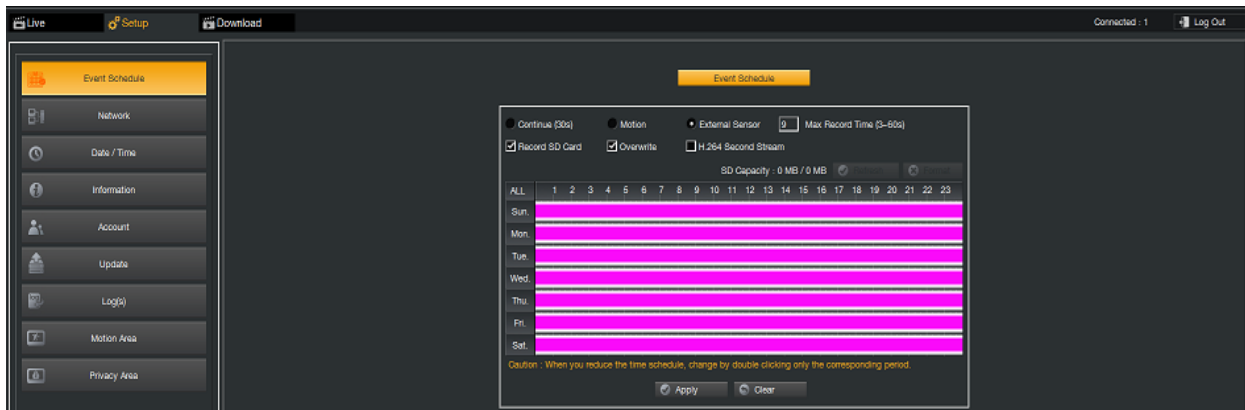 Live Setup Download Connected : 1 Log Out
Event Schedule
Network
Date / Time
Information
Account
Update
Log(s)
Motion Area
Privacy Area
Event Schedule
Continue (30s) Motion External Sensor 9 Max Record Time (3~60s)
Record SD Card Overwrite H.264 Second Stream
SD Capacity : 0 MB / 0 MB
ALL 1 2 3 4 5 6 7 8 9 10 11 12 13 14 15 16 17 18 19 20 21 22 23
Sun.
Mon.
Tue.
Wed.
Thu.
Fri.
Sat.
Caution : When you reduce the time schedule, change by double clicking only the corresponding period.
Apply Clear